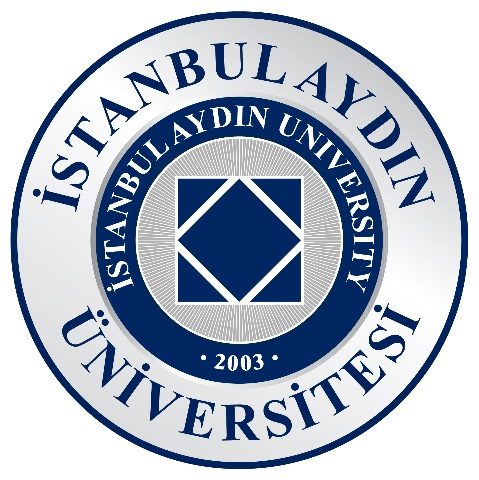 İSTANBUL AYDIN
ÜNİVERSİTESİ
İSTANBUL AYDIN UNIVERSITY
• 2003 •